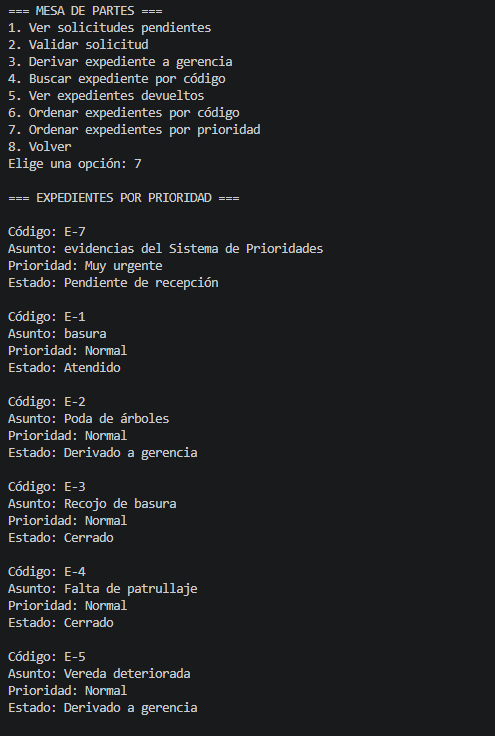 === MESA DE PARTES ===
1. Ver solicitudes pendientes
2. Validar solicitud
3. Derivar expediente a gerencia
4. Buscar expediente por código
5. Ver expedientes devueltos
6. Ordenar expedientes por código
7. Ordenar expedientes por prioridad
8. Volver
Elige una opción: 7
=== EXPEDIENTES POR PRIORIDAD ===
Código: E-7
Asunto: evidencias del Sistema de Prioridades
Prioridad: Muy urgente
Estado: Pendiente de recepción
Código: E-1
Asunto: basura
Prioridad: Normal
Estado: Atendido
Código: E-2
Asunto: Poda de árboles
Prioridad: Normal
Estado: Derivado a gerencia
Código: E-3
Asunto: Recojo de basura
Prioridad: Normal
Estado: Cerrado
Código: E-4
Asunto: Falta de patrullaje
Prioridad: Normal
Estado: Cerrado
Código: E-5
Asunto: Vereda deteriorada
Prioridad: Normal
Estado: Derivado a gerencia